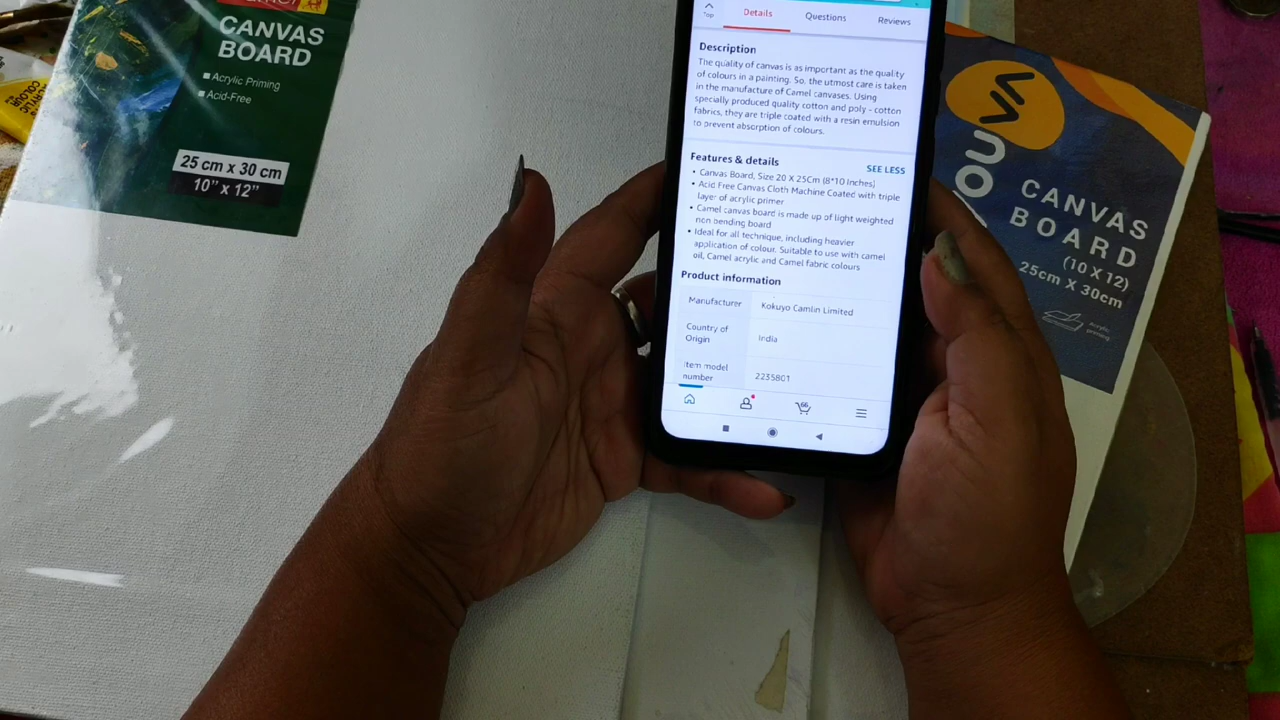 CANVAS
BOARD
Acrylic Priming
Acid-Free
25 cm x 30 cm
10" x 12"
COLOUR
Top
Details
Questions
Reviews
Description
The quality of canvas is as important as the quality
of colours in a painting. So, the utmost care is taken
in the manufacture of Camel canvases. Using
specially produced quality cotton and poly - cotton
fabrics, they are triple coated with a resin emulsion
to prevent absorption of colours.
Features & details
SEE LESS
• Canvas Board, Size 20 X 25Cm (8*10 Inches)
• Acid Free Canvas Cloth Machine Coated with triple
layer of acrylic primer
• Camel canvas board is made up of light weighted
non bending board
• Ideal for all technique, including heavier
application of colour, Suitable to use with camel
oil, Camel acrylic and Camel fabric colours
Product information
Manufacturer
Kokuyo Camlin Limited
Country of
Origin
India
Item model
number
2235801
66
CANVAS
BOARD
(10 X 12)
25cm X 30cm
Acrylic
priming